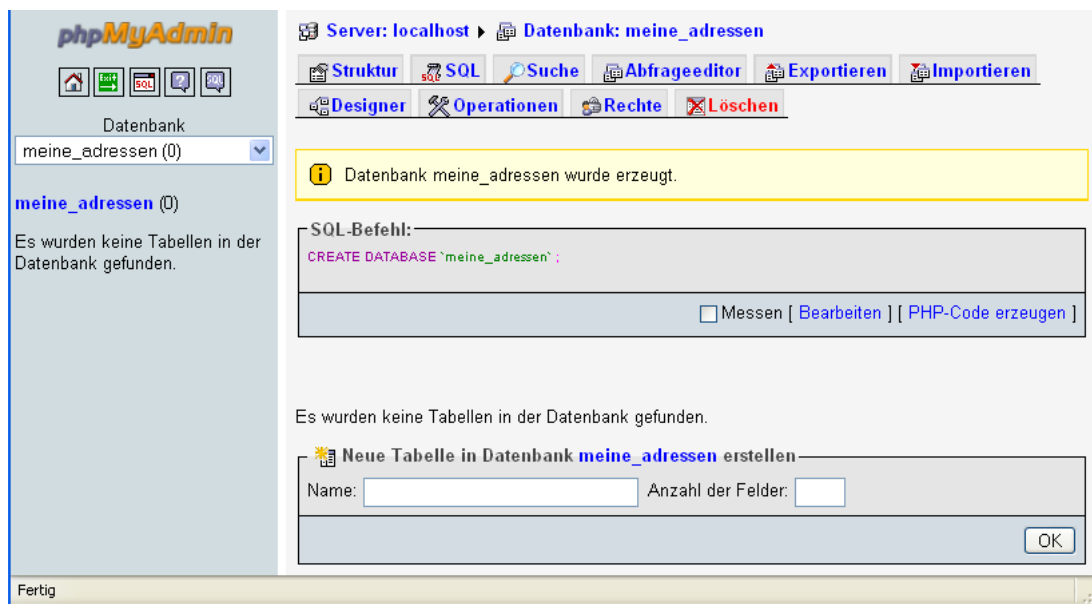 phpMyAdmin
Exit
SQL
?
SQL
Datenbank
meine_adressen (0)
meine_adressen (0)
Es wurden keine Tabellen in der
Datenbank gefunden.
Server: localhost ▸ Datenbank: meine_adressen
Struktur SQL Suche Abfrageeditor Exportieren Importieren
Designer Operationen Rechte Löschen
Datenbank meine_adressen wurde erzeugt.
SQL-Befehl:
CREATE DATABASE `meine_adressen` ;
Messen [ Bearbeiten ] [ PHP-Code erzeugen ]
Es wurden keine Tabellen in der Datenbank gefunden.
Neue Tabelle in Datenbank meine_adressen erstellen
Name: Anzahl der Felder:
OK
Fertig